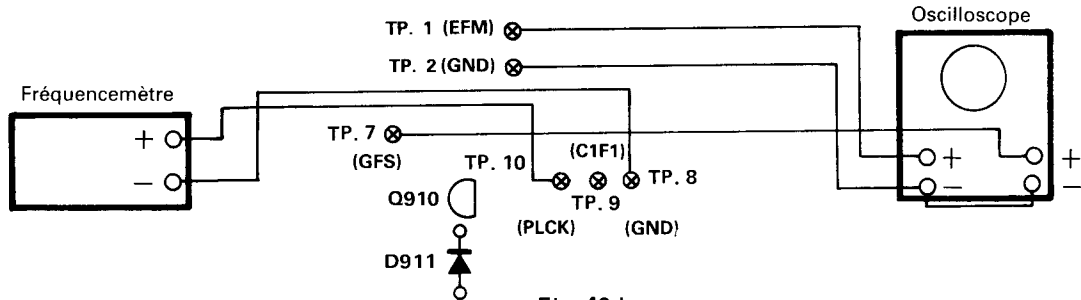 Oscilloscope
TP. 1 (EFM)
TP. 2 (GND)
Fréquencemètre
+
−
TP. 7
(GFS)
(C1F1)
TP. 10
TP. 8
TP. 9
Q910
(PLCK)
(GND)
D911
+
−
+
−